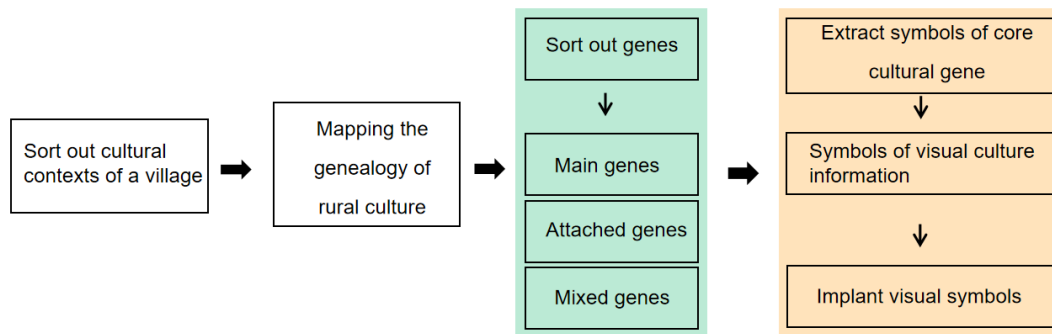 Sort out cultural
contexts of a village
Mapping the
genealogy of
rural culture
Sort out genes
Main genes
Attached genes
Mixed genes
Extract symbols of core
cultural gene
Symbols of visual culture
information
Implant visual symbols